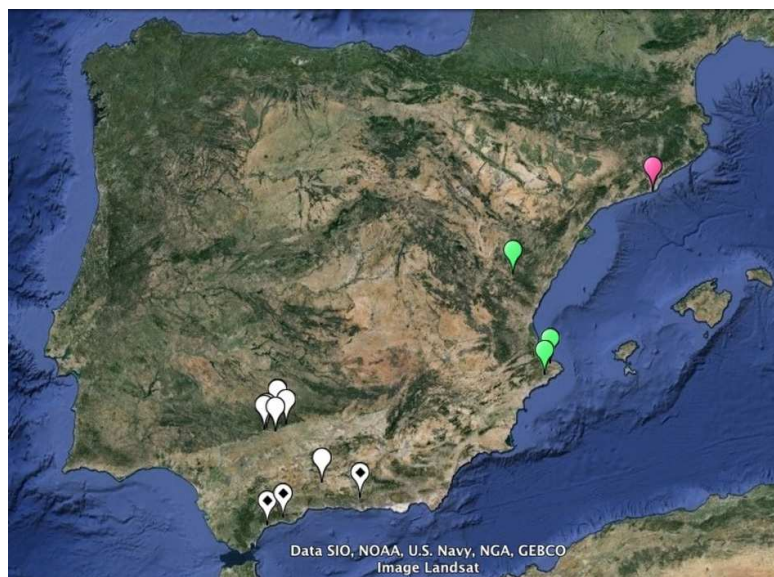 Data SIO, NOAA, U.S. Navy, NGA, GEBCO
Image Landsat